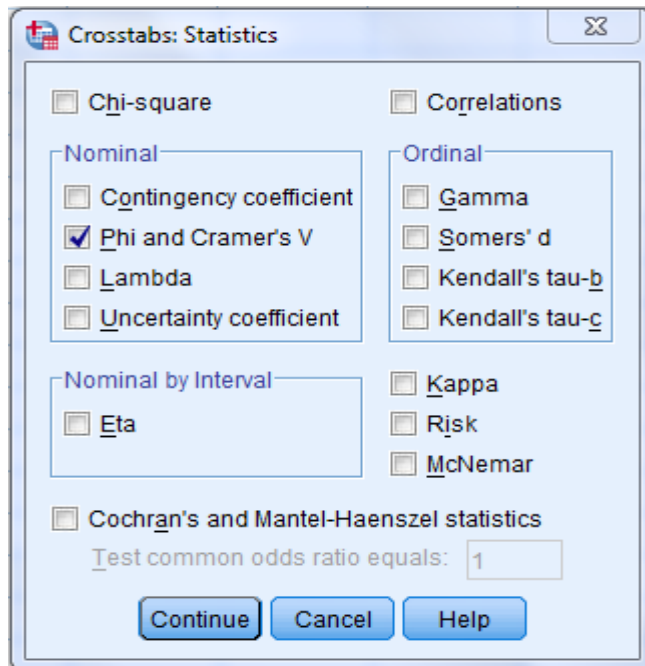 Crosstabs: Statistics
Chi-square
Correlations
Nominal
Contingency coefficient
Phi and Cramer's V
Lambda
Uncertainty coefficient
Ordinal
Gamma
Somers' d
Kendall's tau-b
Kendall's tau-c
Nominal by Interval
Eta
Kappa
Risk
McNemar
Cochran's and Mantel-Haenszel statistics
Test common odds ratio equals: 1
Continue Cancel Help